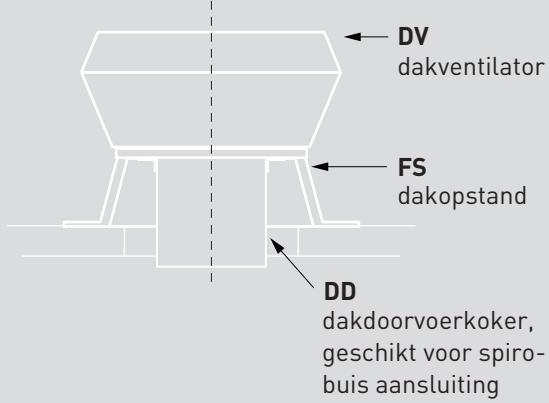 DV
dakventilator
FS
dakopstand
DD
dakdoorvoerkoker,
geschikt voor spiro-
buis aansluiting